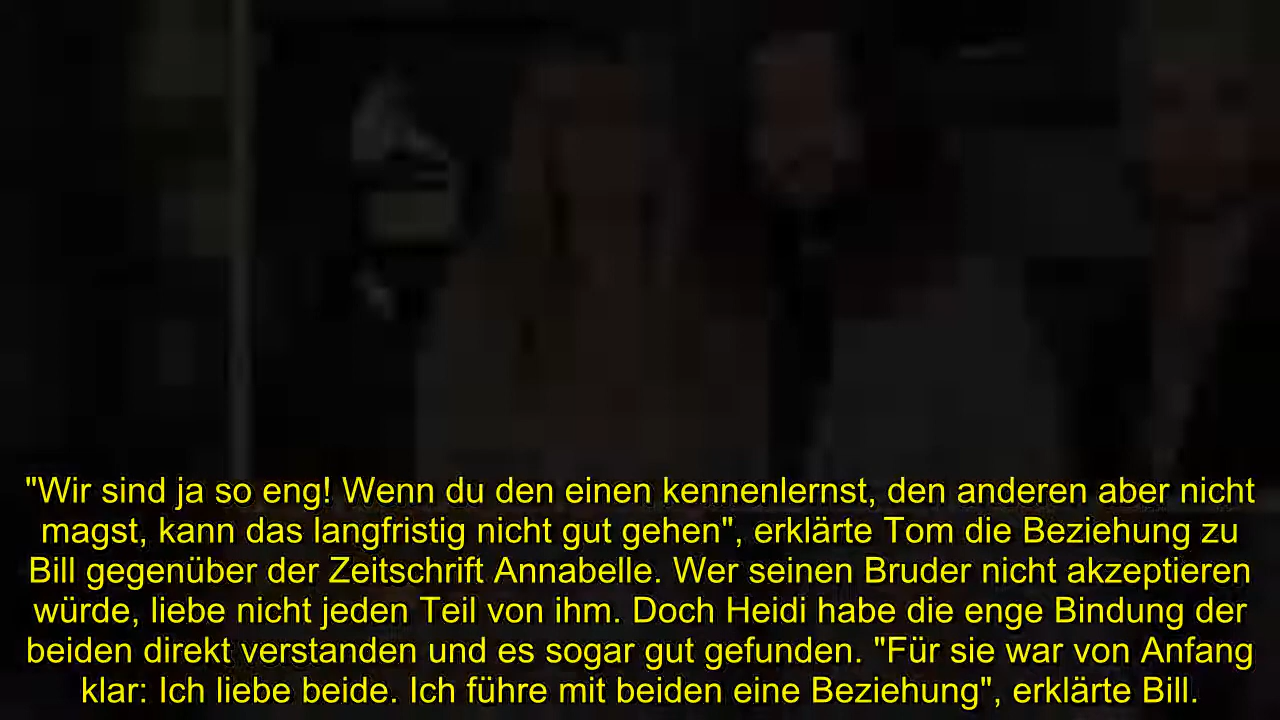 "Wir sind ja so eng! Wenn du den einen kennenlernst, den anderen aber nicht
magst, kann das langfristig nicht gut gehen", erklärte Tom die Beziehung zu
Bill gegenüber der Zeitschrift Annabelle. Wer seinen Bruder nicht akzeptieren
würde, liebe nicht jeden Teil von ihm. Doch Heidi habe die enge Bindung der
beiden direkt verstanden und es sogar gut gefunden. "Für sie war von Anfang
klar: Ich liebe beide. Ich führe mit beiden eine Beziehung", erklärte Bill.